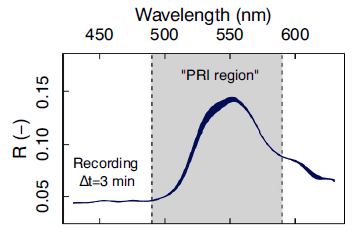 Wavelength (nm)
450 500 550 600
"PRI region"
R (−)
0.05 0.10 0.15
Recording
Δt=3 min